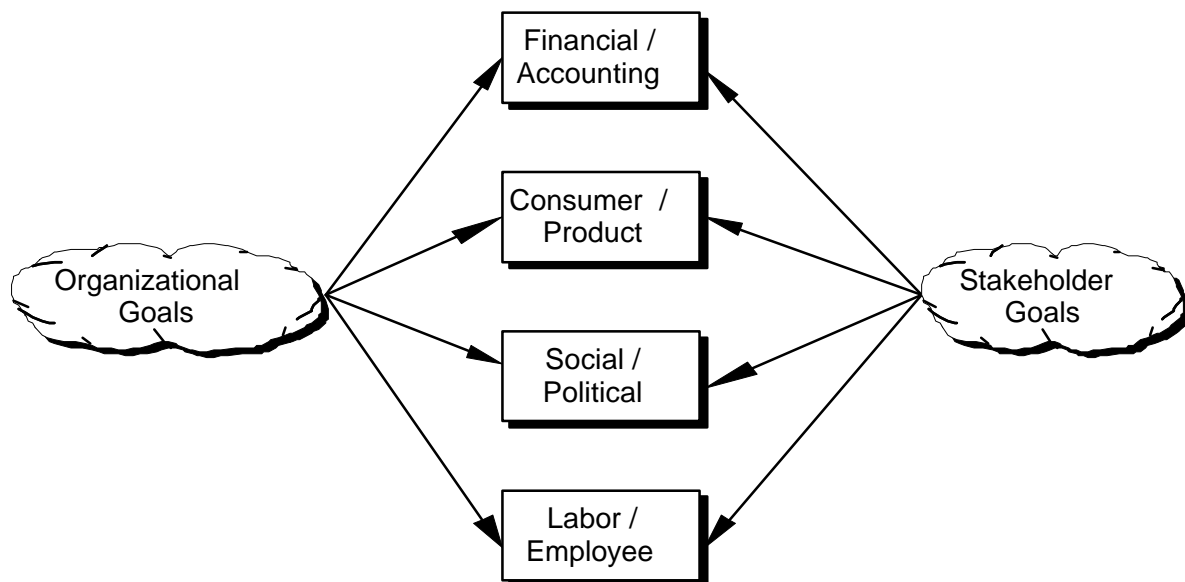 Financial /
Accounting
Consumer /
Product
Organizational
Goals
Stakeholder
Goals
Social /
Political
Labor /
Employee